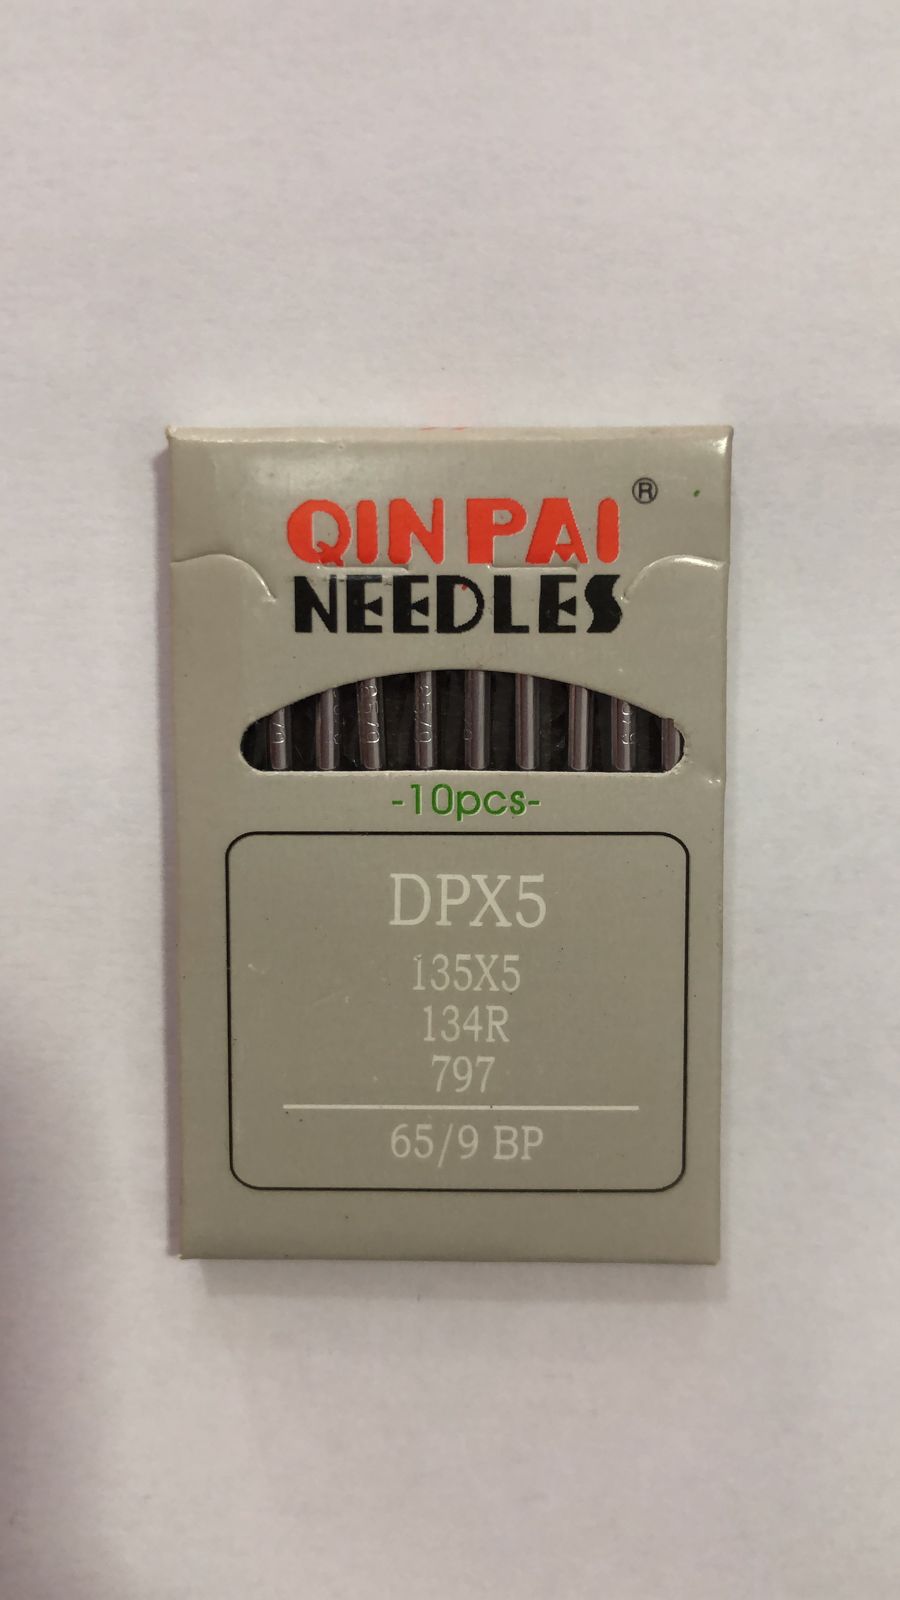 QIN PAI ®
NEEDLES
-10pcs-
DPX5
135X5
134R
797
65/9 BP